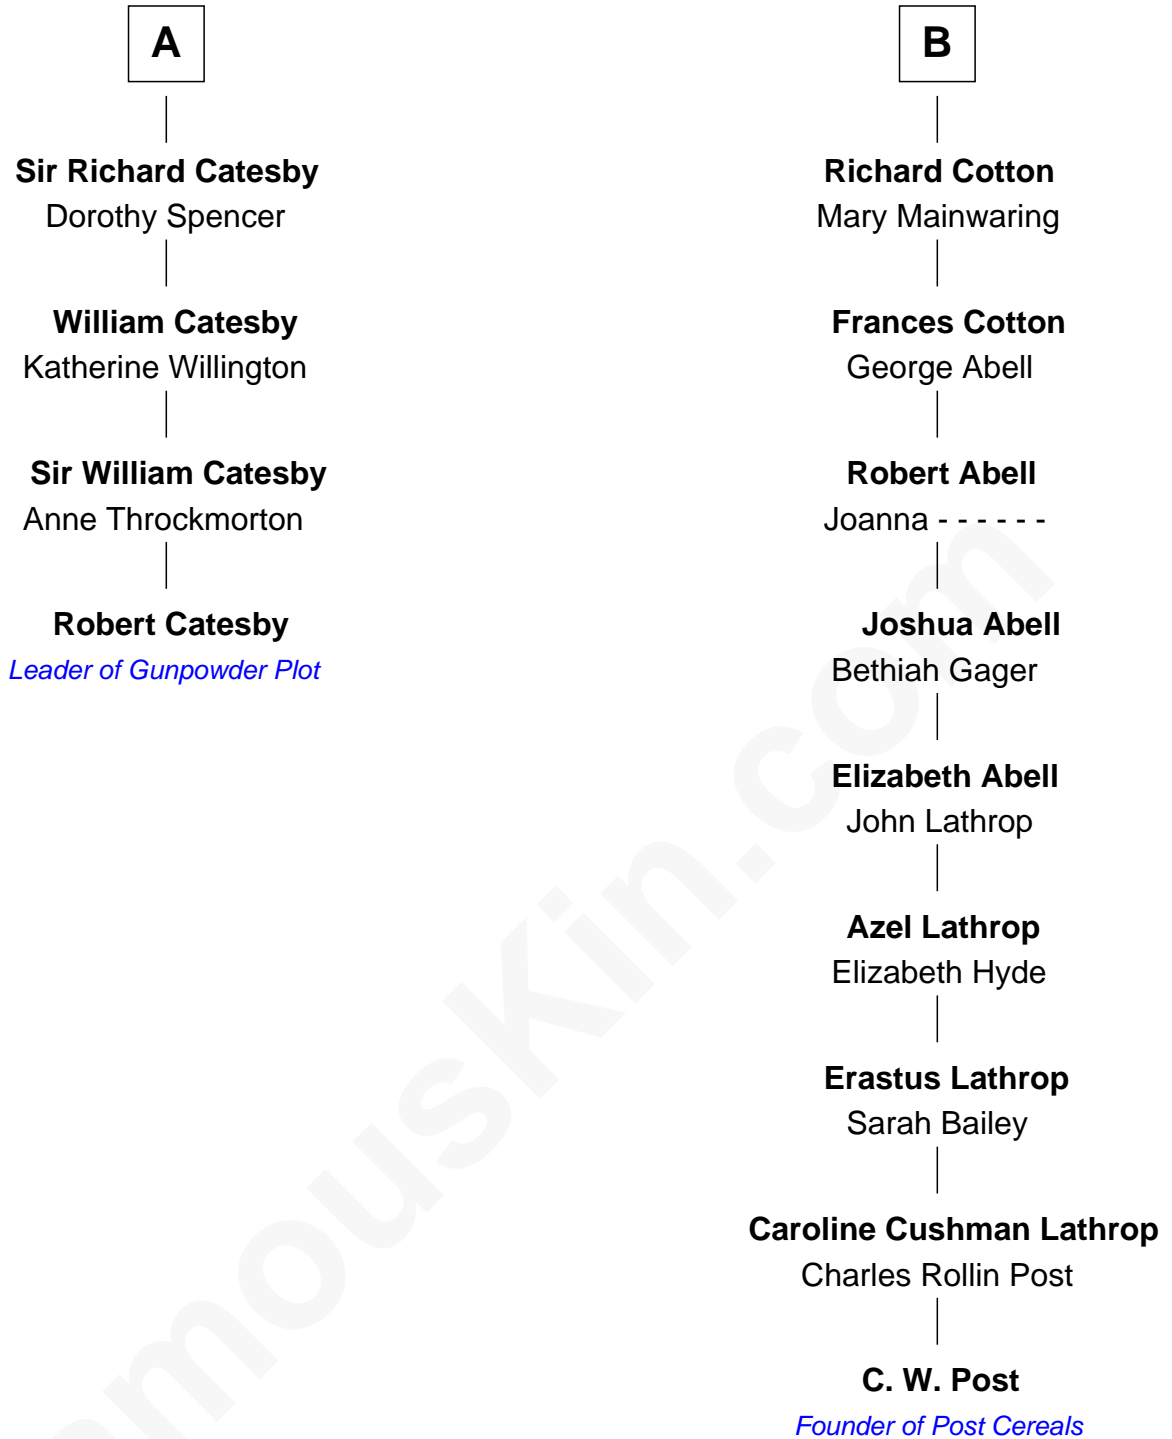 A
Sir Richard Catesby
Dorothy Spencer
William Catesby
Katherine Willington
Sir William Catesby
Anne Throckmorton
Robert Catesby
Leader of Gunpowder Plot
B
Richard Cotton
Mary Mainwaring
Frances Cotton
George Abell
Robert Abell
Joanna - - - - - -
Joshua Abell
Bethiah Gager
Elizabeth Abell
John Lathrop
Azel Lathrop
Elizabeth Hyde
Erastus Lathrop
Sarah Bailey
Caroline Cushman Lathrop
Charles Rollin Post
C. W. Post
Founder of Post Cereals
amouskin.com